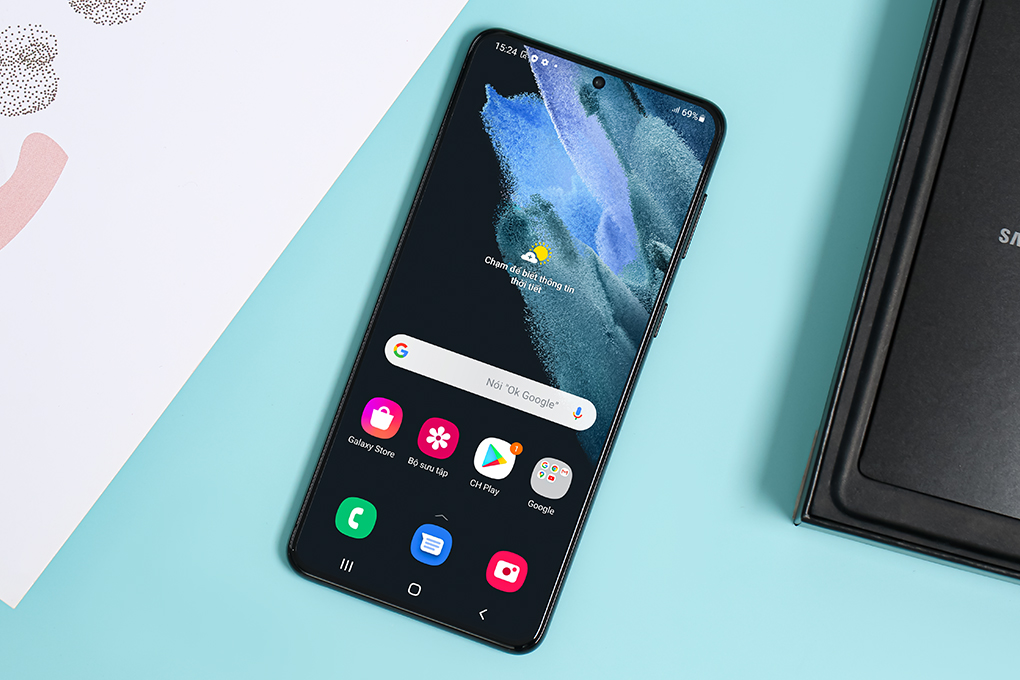 15:24
69%
Chạm để biết thông tin
thời tiết
Nói "Ok Google"
Galaxy Store
Bộ sưu tập
CH Play
1
Google